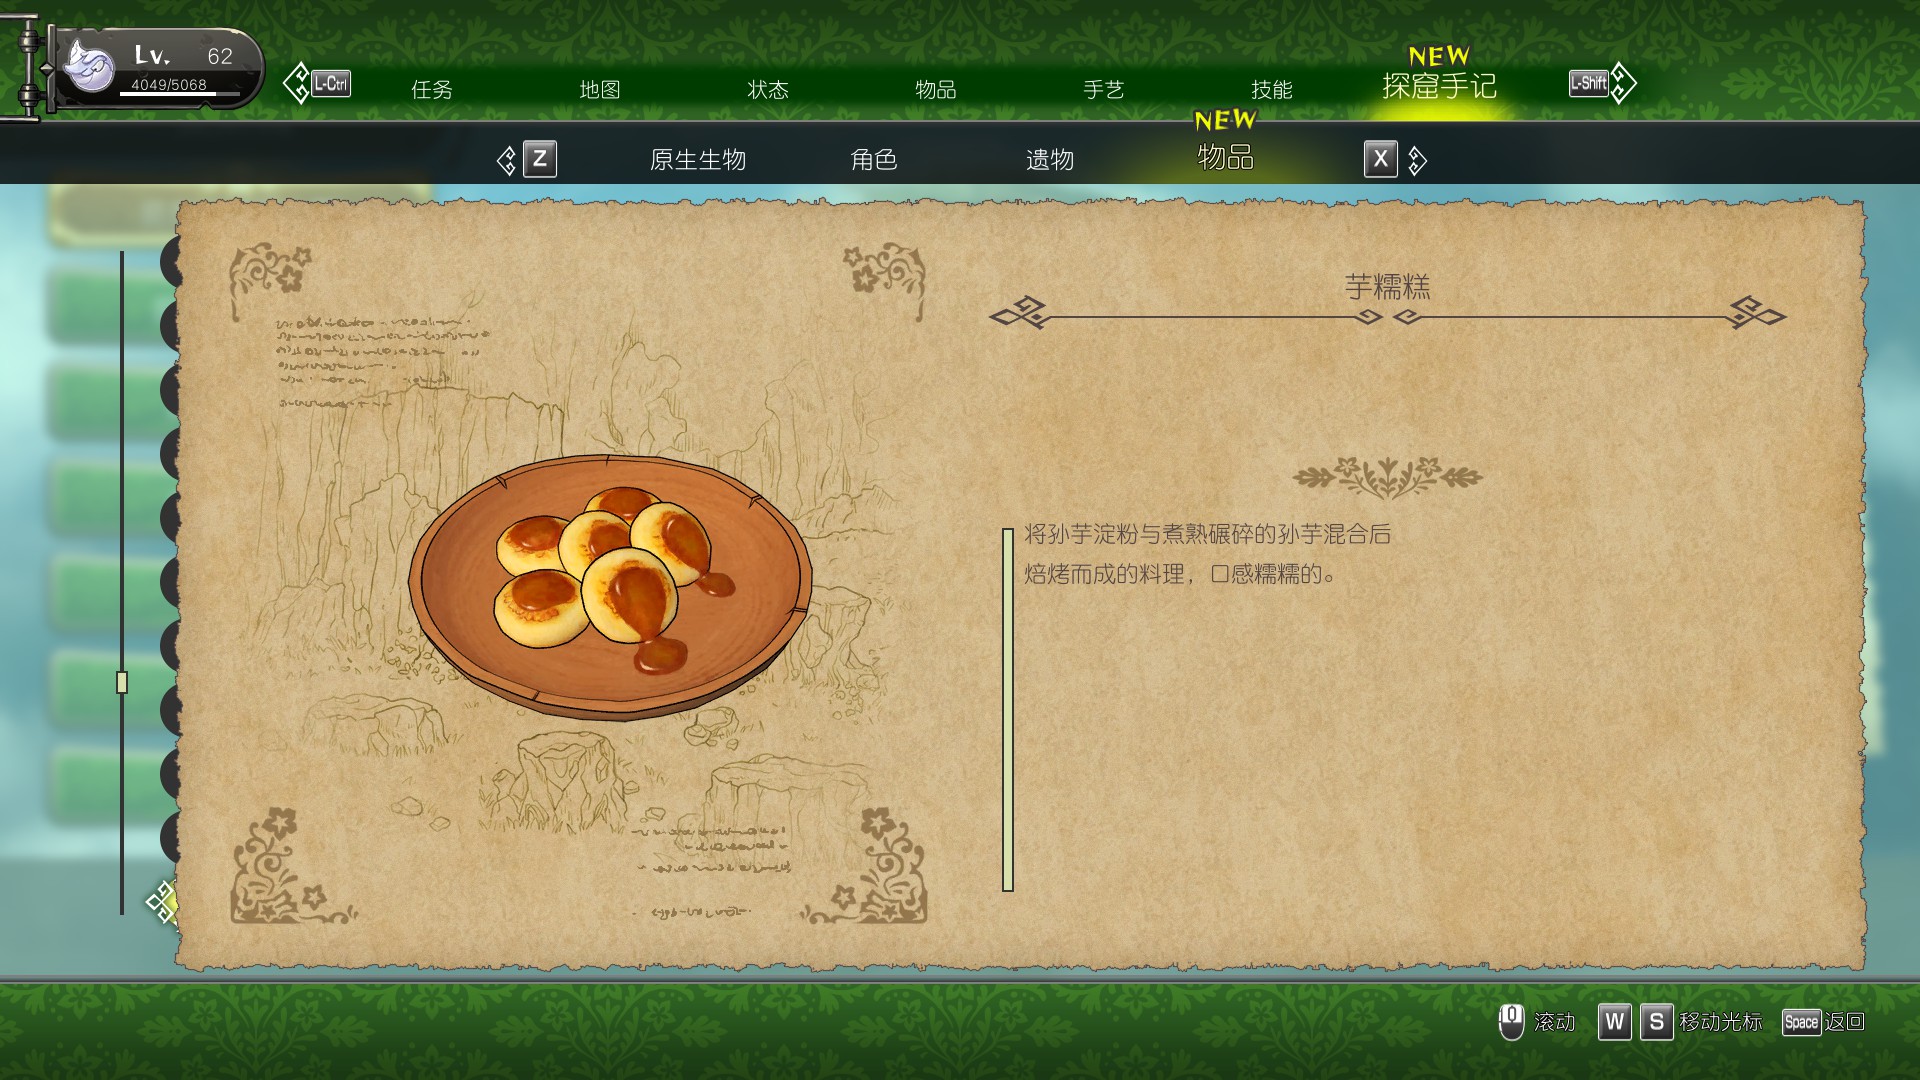 Lv. 62
4049/5068
L-Ctrl
任务
地图
状态
物品
手艺
技能
NEW
探窟手记
L-Shift
Z
原生生物
角色
遗物
NEW
物品
X
芋糯糕
将孙芋淀粉与煮熟碾碎的孙芋混合后
焙烤而成的料理，口感糯糯的。
滚动
W S 移动光标
Space 返回